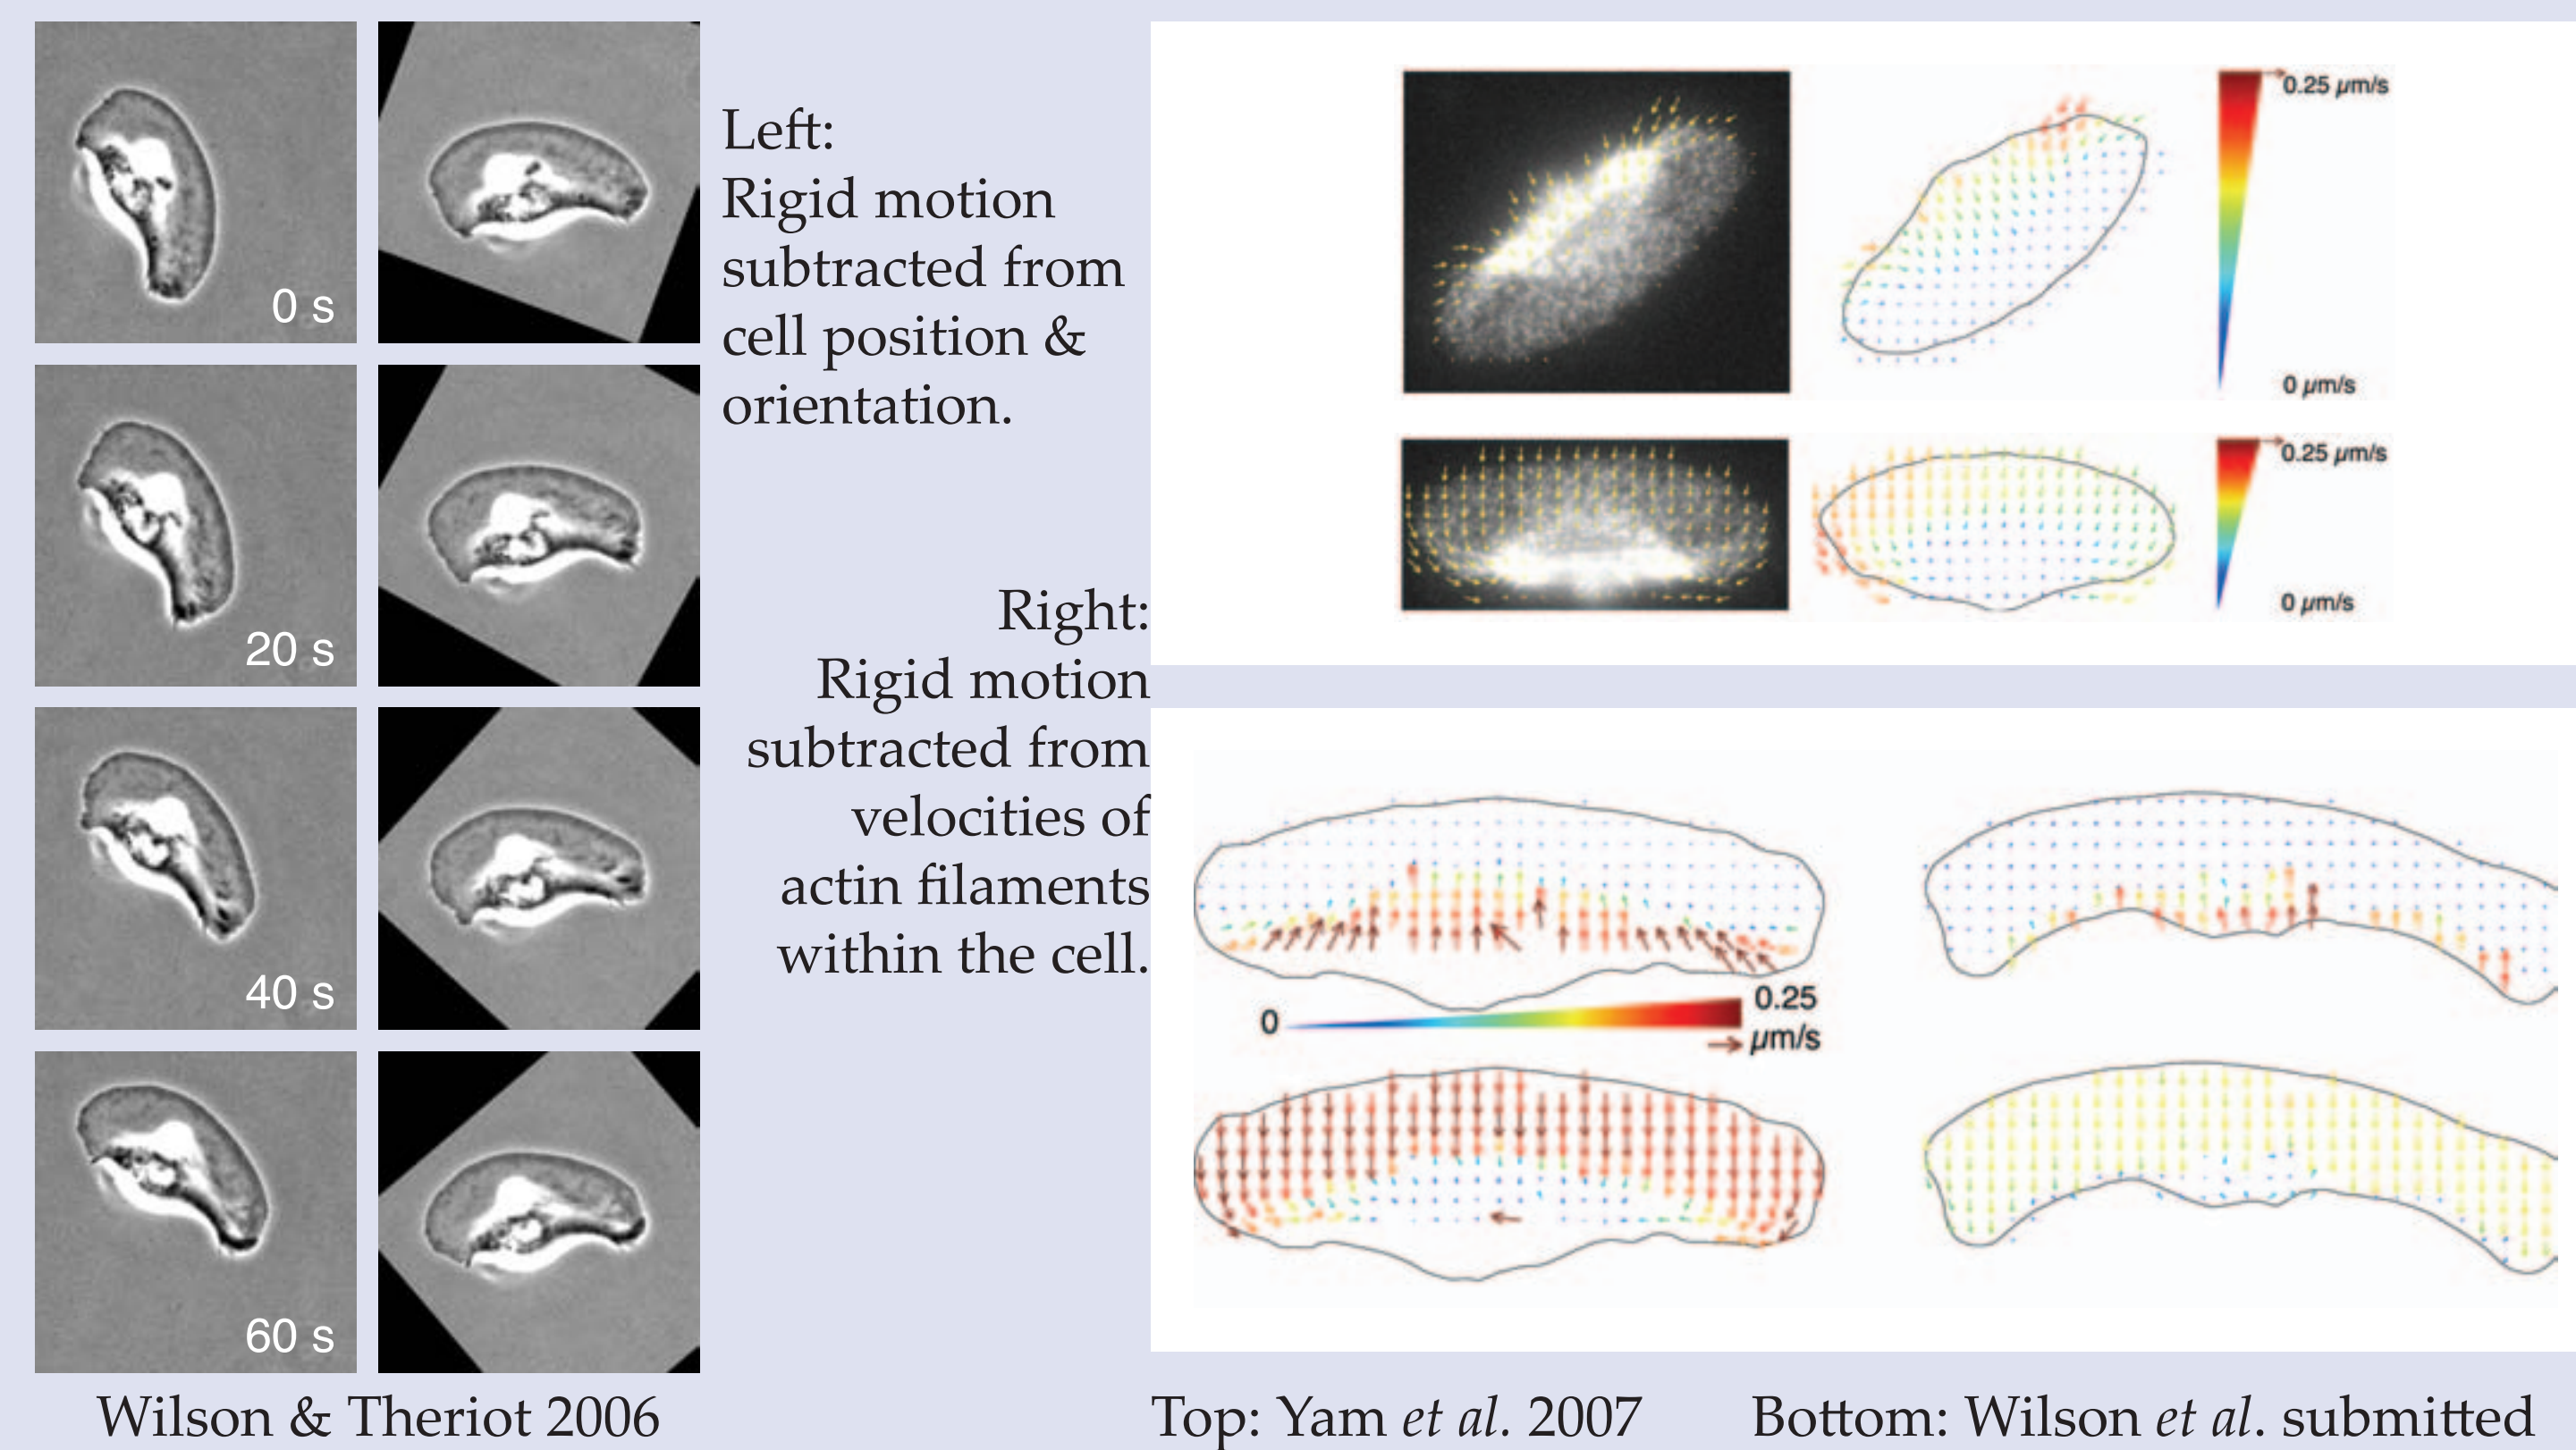 0 s
20 s
40 s
60 s
Wilson & Theriot 2006
Left:
Rigid motion
subtracted from
cell position &
orientation.
Right:
Rigid motion
subtracted from
velocities of
actin filaments
within the cell.
0.25 µm/s
0 µm/s
0.25 µm/s
0 µm/s
0
0.25
µm/s
Top: Yam et al. 2007
Bottom: Wilson et al. submitted